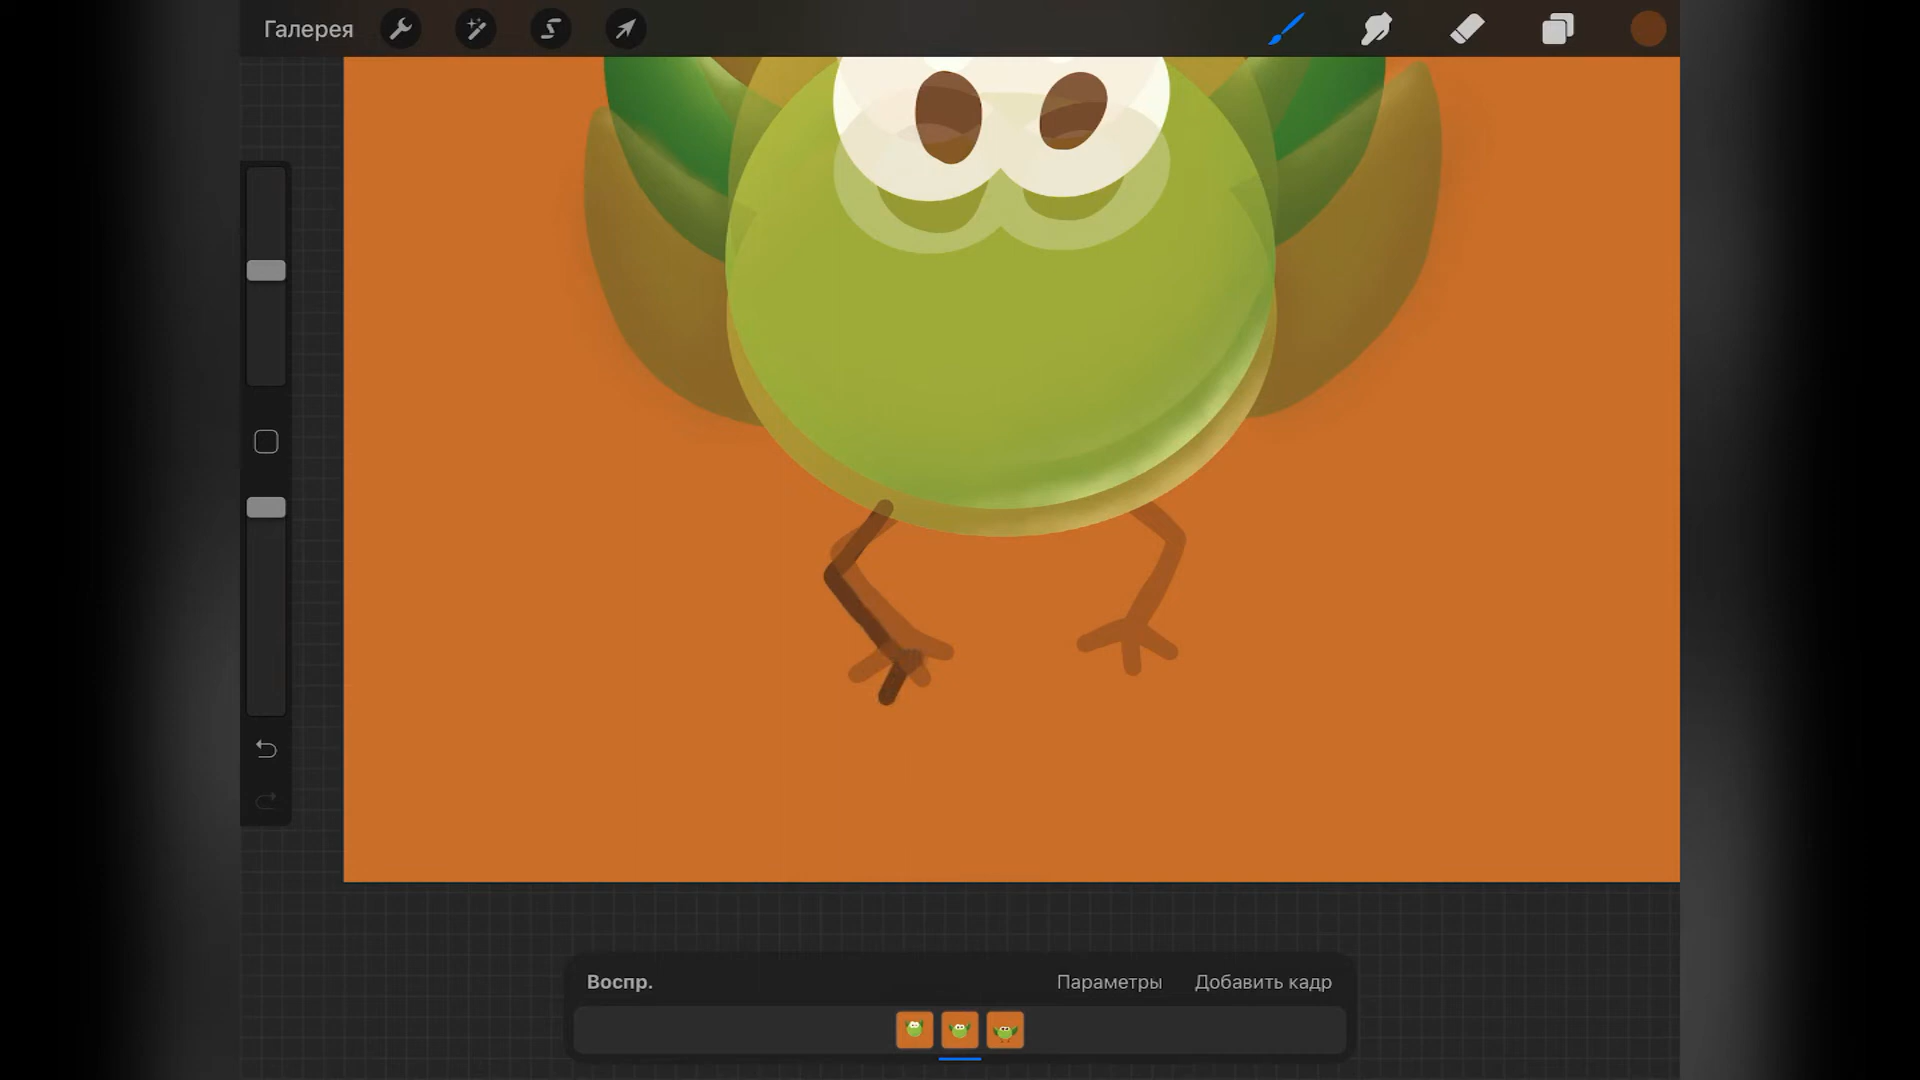 Галерея
Воспр.
Параметры
Добавить кадр